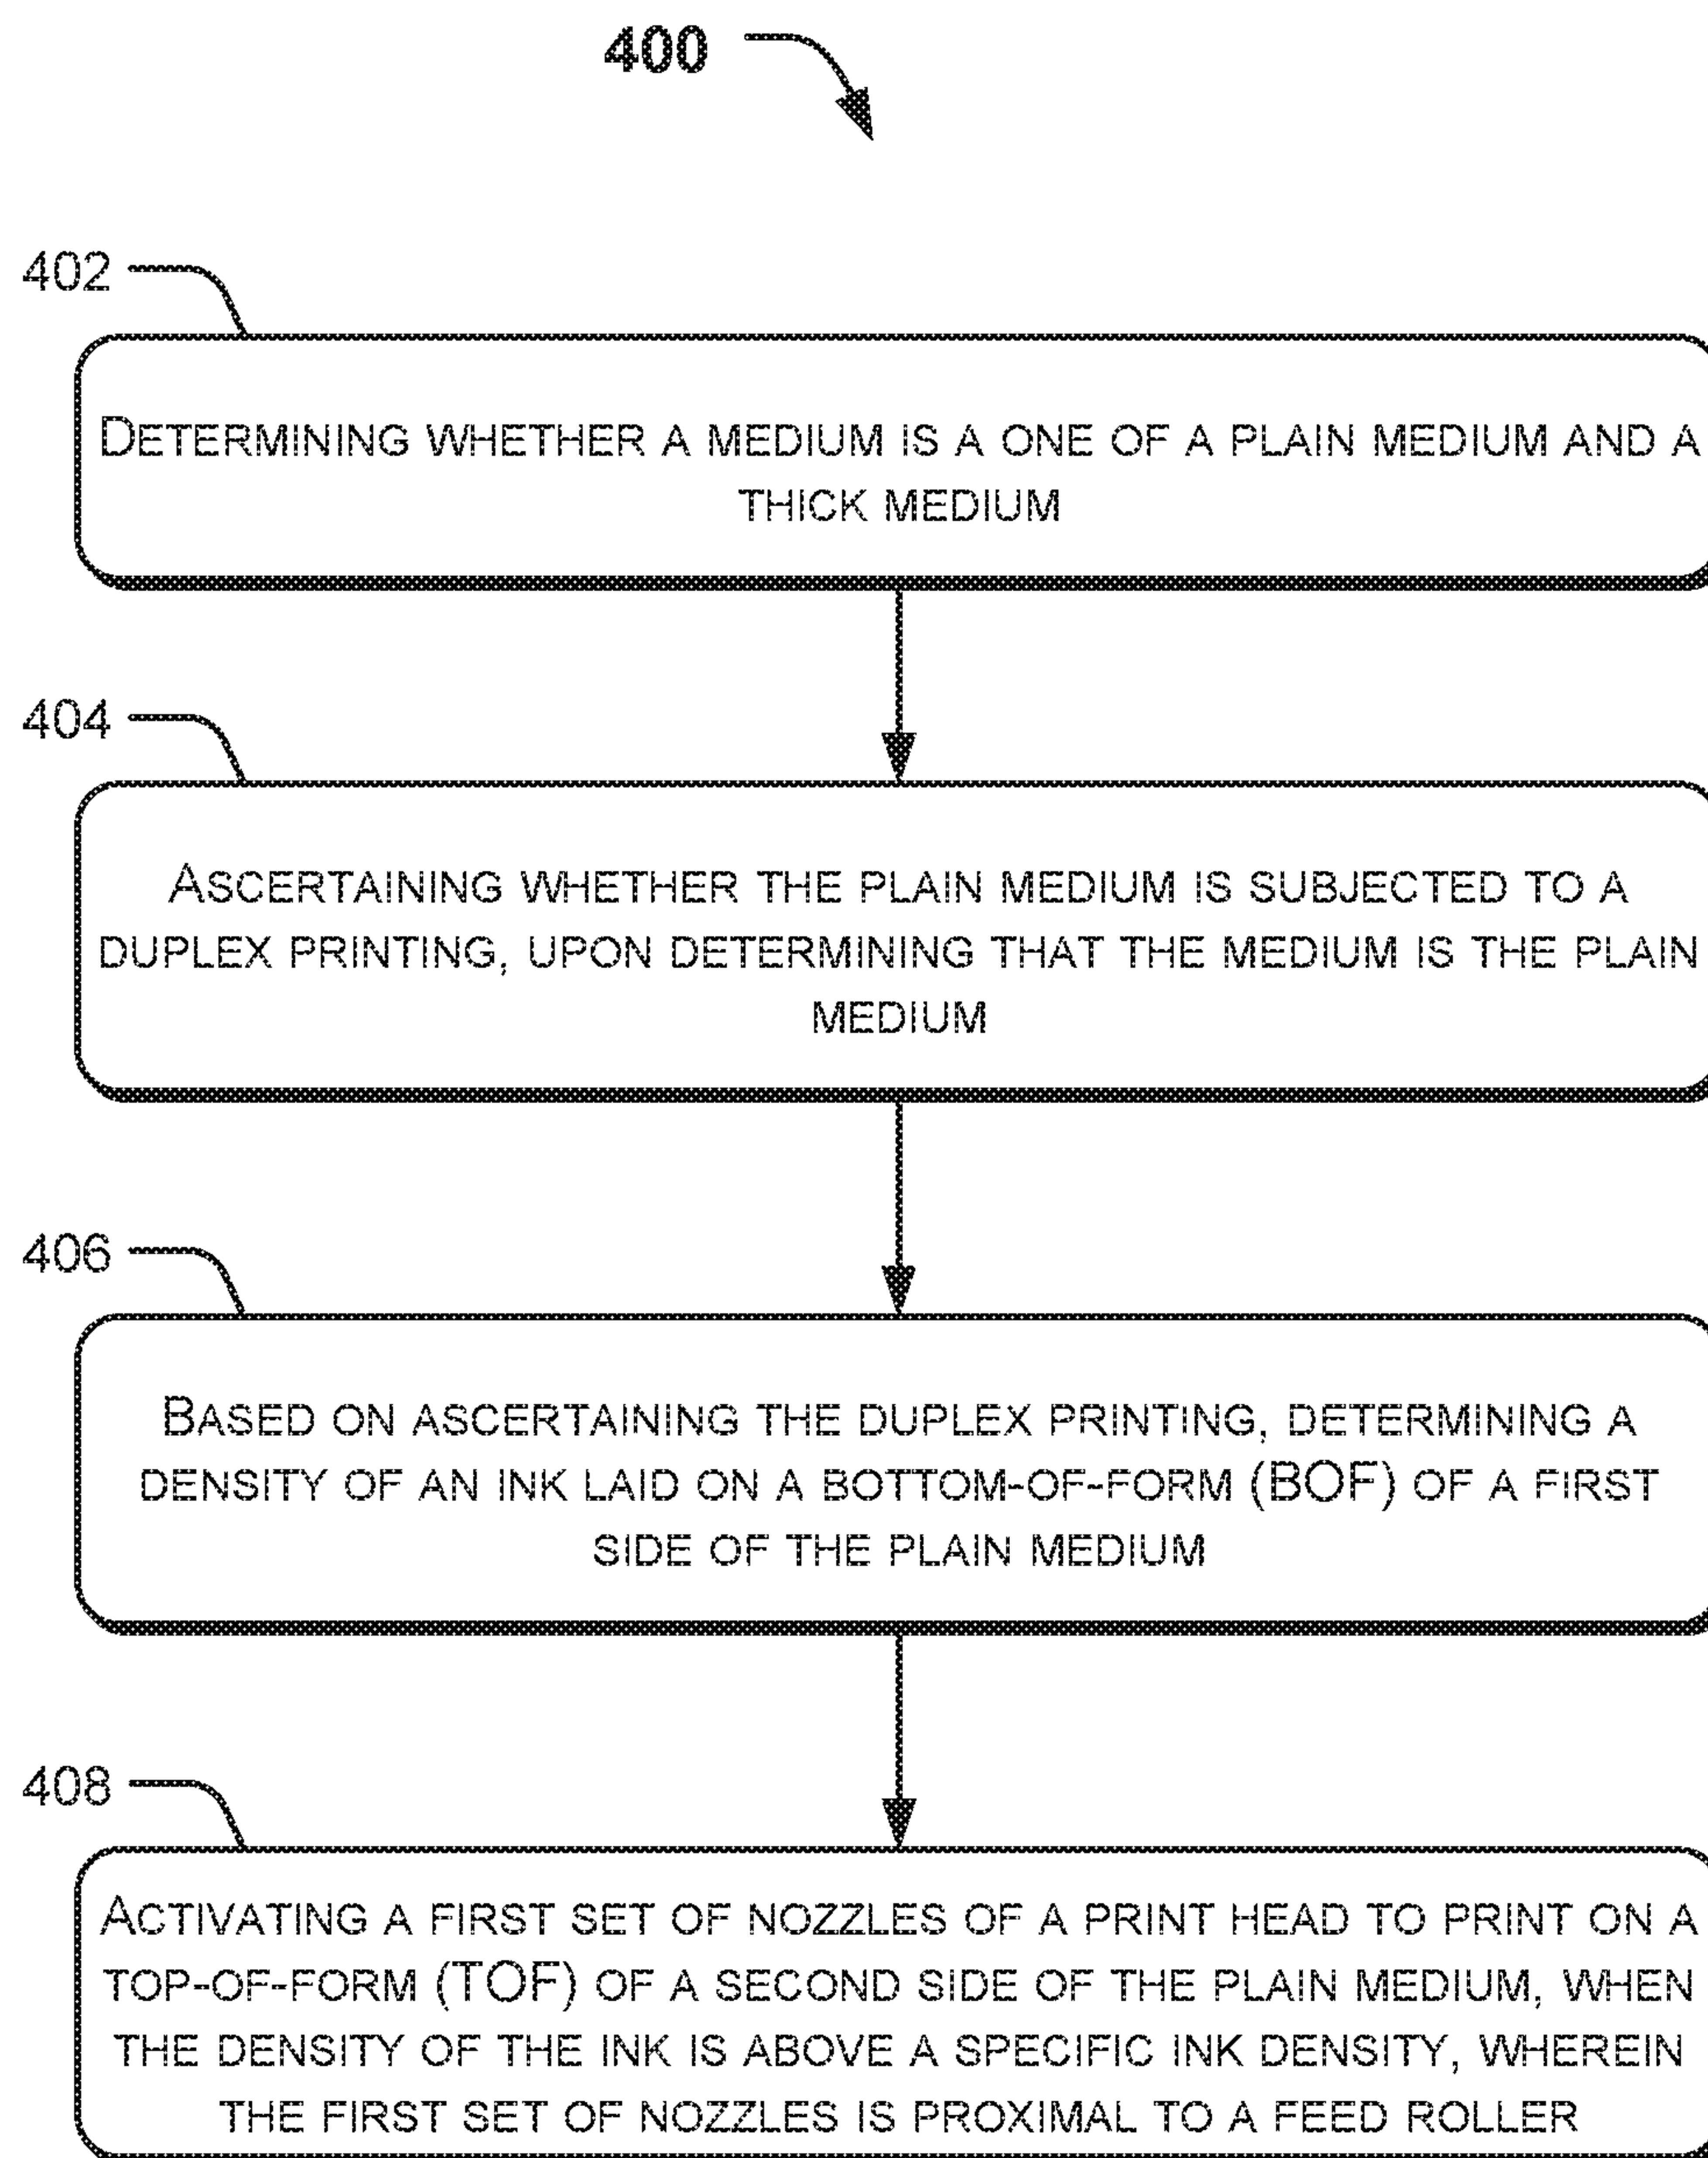 400
402
DETERMINING WHETHER A MEDIUM IS A ONE OF A PLAIN MEDIUM AND A
THICK MEDIUM
404
ASCERTAINING WHETHER THE PLAIN MEDIUM IS SUBJECTED TO A
DUPLEX PRINTING, UPON DETERMINING THAT THE MEDIUM IS THE PLAIN
MEDIUM
406
BASED ON ASCERTAINING THE DUPLEX PRINTING, DETERMINING A
DENSITY OF AN INK LAID ON A BOTTOM-OF-FORM (BOF) OF A FIRST
SIDE OF THE PLAIN MEDIUM
408
ACTIVATING A FIRST SET OF NOZZLES OF A PRINT HEAD TO PRINT ON A
TOP-OF-FORM (TOF) OF A SECOND SIDE OF THE PLAIN MEDIUM, WHEN
THE DENSITY OF THE INK IS ABOVE A SPECIFIC INK DENSITY, WHEREIN
THE FIRST SET OF NOZZLES IS PROXIMAL TO A FEED ROLLER